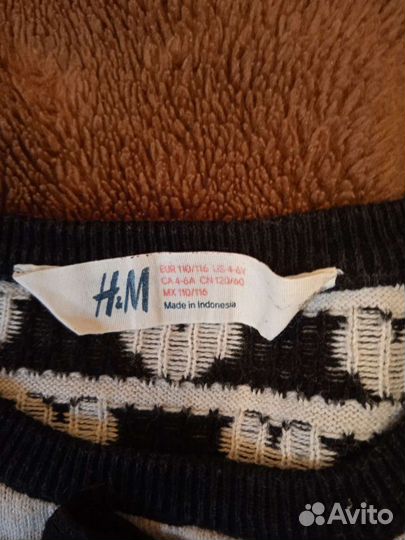 H&M
EUR 110/116 US 4-6Y
CA 4-6A CN 120/60
MX 110/116
Made in Indonesia
Avito